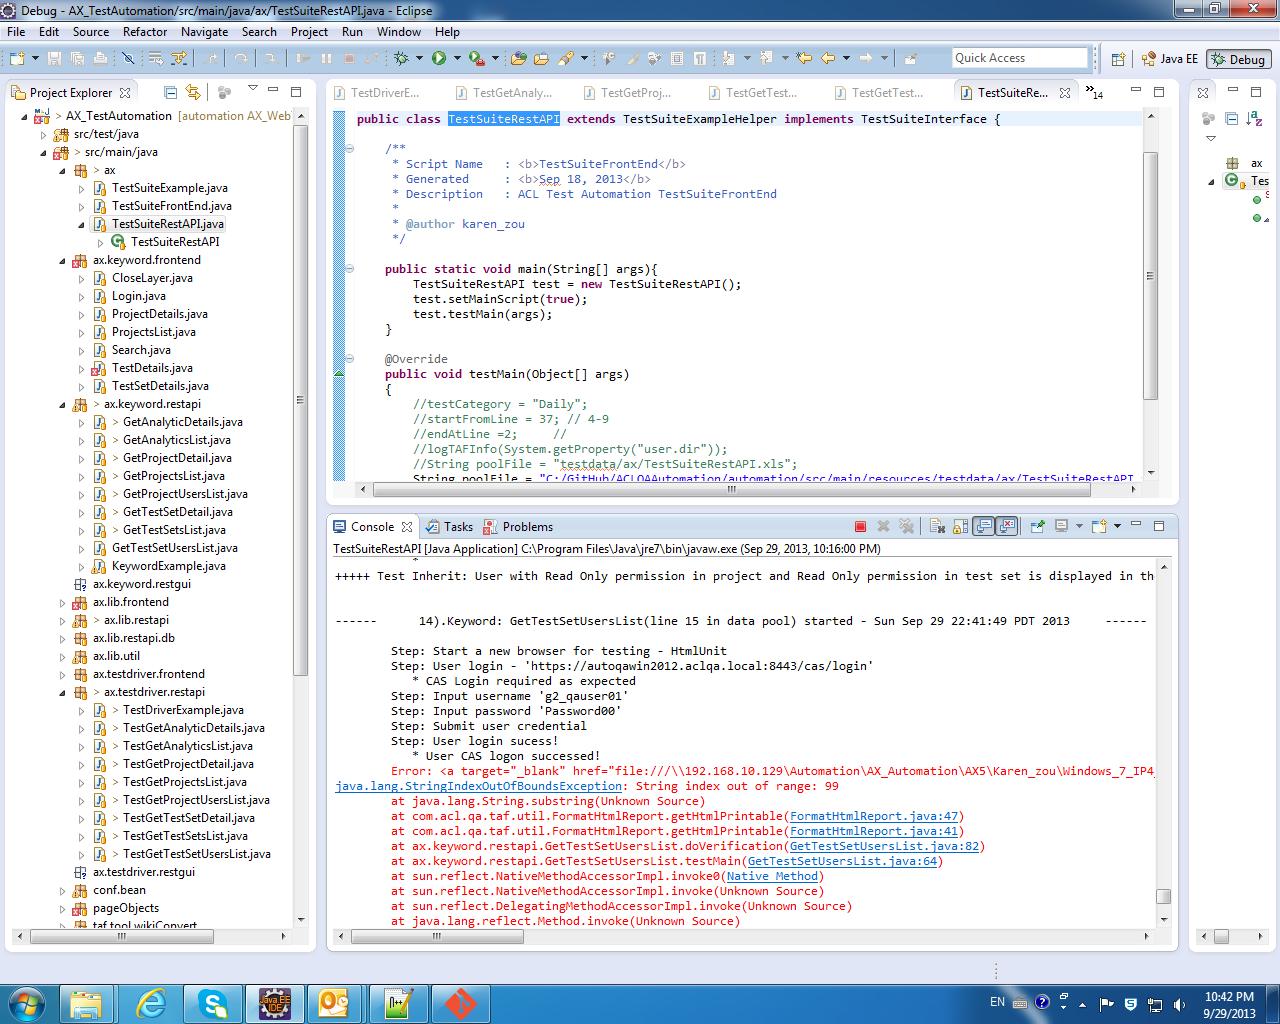 Debug - AX_TestAutomation/src/main/java/ax/TestSuiteRestAPI.java - Eclipse
File Edit Source Refactor Navigate Search Project Run Window Help
Quick Access
Java EE
Debug
Project Explorer
> AX_TestAutomation [automation AX_Web
src/test/java
> src/main/java
> ax
TestSuiteExample.java
TestSuiteFrontEnd.java
TestSuiteRestAPI.java
TestSuiteRestAPI
ax.keyword.frontend
CloseLayer.java
Login.java
ProjectDetails.java
ProjectsList.java
Search.java
TestDetails.java
TestSetDetails.java
> ax.keyword.restapi
> GetAnalyticDetails.java
> GetAnalyticsList.java
> GetProjectDetail.java
> GetProjectsList.java
> GetProjectUsersList.java
> GetTestSetDetail.java
> GetTestSetsList.java
GetTestSetUsersList.java
> KeywordExample.java
ax.keyword.restgui
ax.lib.frontend
> ax.lib.restapi
ax.lib.restapi.db
ax.lib.util
ax.testdriver.frontend
> ax.testdriver.restapi
> TestDriverExample.java
> TestGetAnalyticDetails.java
> TestGetAnalyticsList.java
> TestGetProjectDetail.java
> TestGetProjectsList.java
> TestGetProjectUsersList.java
> TestGetTestSetDetail.java
> TestGetTestSetsList.java
> TestGetTestSetUsersList.java
ax.testdriver.restgui
conf.bean
pageObjects
taf.tool.wikiConvert
TestDriverE...
TestGetAnaly...
TestGetProj...
TestGetTest...
TestGetTest...
TestSuiteRe...
»14
public class TestSuiteRestAPI extends TestSuiteExampleHelper implements TestSuiteInterface {
/**
* Script Name : <b>TestSuiteFrontEnd</b>
* Generated : <b>Sep 18, 2013</b>
* Description : ACL Test Automation TestSuiteFrontEnd
*
* @author karen_zou
*/
public static void main(String[] args){
TestSuiteRestAPI test = new TestSuiteRestAPI();
test.setMainScript(true);
test.testMain(args);
}
@Override
public void testMain(Object[] args)
{
//testCategory = "Daily";
//startFromLine = 37; // 4-9
//endAtLine =2; //
//logTAFInfo(System.getProperty("user.dir"));
//String poolFile = "testdata/ax/TestSuiteRestAPI.xls";
String poolFile = "C:/GitHub/ACLQAAutomation/automation/src/main/resources/testdata/ax/TestSuiteRestAPI
ax
Tes
Console
Tasks
Problems
TestSuiteRestAPI [Java Application] C:\Program Files\Java\jre7\bin\javaw.exe (Sep 29, 2013, 10:16:00 PM)
*
+++++ Test Inherit: User with Read Only permission in project and Read Only permission in test set is displayed in the
------ 14).Keyword: GetTestSetUsersList(line 15 in data pool) started - Sun Sep 29 22:41:49 PDT 2013 ------
Step: Start a new browser for testing - HtmlUnit
Step: User login - 'https://autoqawin2012.aclqa.local:8443/cas/login'
* CAS Login required as expected
Step: Input username 'g2_qauser01'
Step: Input password 'Password00'
Step: Submit user credential
Step: User login sucess!
* User CAS logon successed!
Error: <a target="_blank" href="file:///\\192.168.10.129\Automation\AX_Automation\AX5\Karen_zou\Windows_7_IP4_
java.lang.StringIndexOutOfBoundsException: String index out of range: 99
at java.lang.String.substring(Unknown Source)
at com.acl.qa.taf.util.FormatHtmlReport.getHtmlPrintable(FormatHtmlReport.java:47)
at com.acl.qa.taf.util.FormatHtmlReport.getHtmlPrintable(FormatHtmlReport.java:41)
at ax.keyword.restapi.GetTestSetUsersList.doVerification(GetTestSetUsersList.java:82)
at ax.keyword.restapi.GetTestSetUsersList.testMain(GetTestSetUsersList.java:64)
at sun.reflect.NativeMethodAccessorImpl.invoke0(Native Method)
at sun.reflect.NativeMethodAccessorImpl.invoke(Unknown Source)
at sun.reflect.DelegatingMethodAccessorImpl.invoke(Unknown Source)
at java.lang.reflect.Method.invoke(Unknown Source)
Java EE
IDE
EN
10:42 PM
9/29/2013